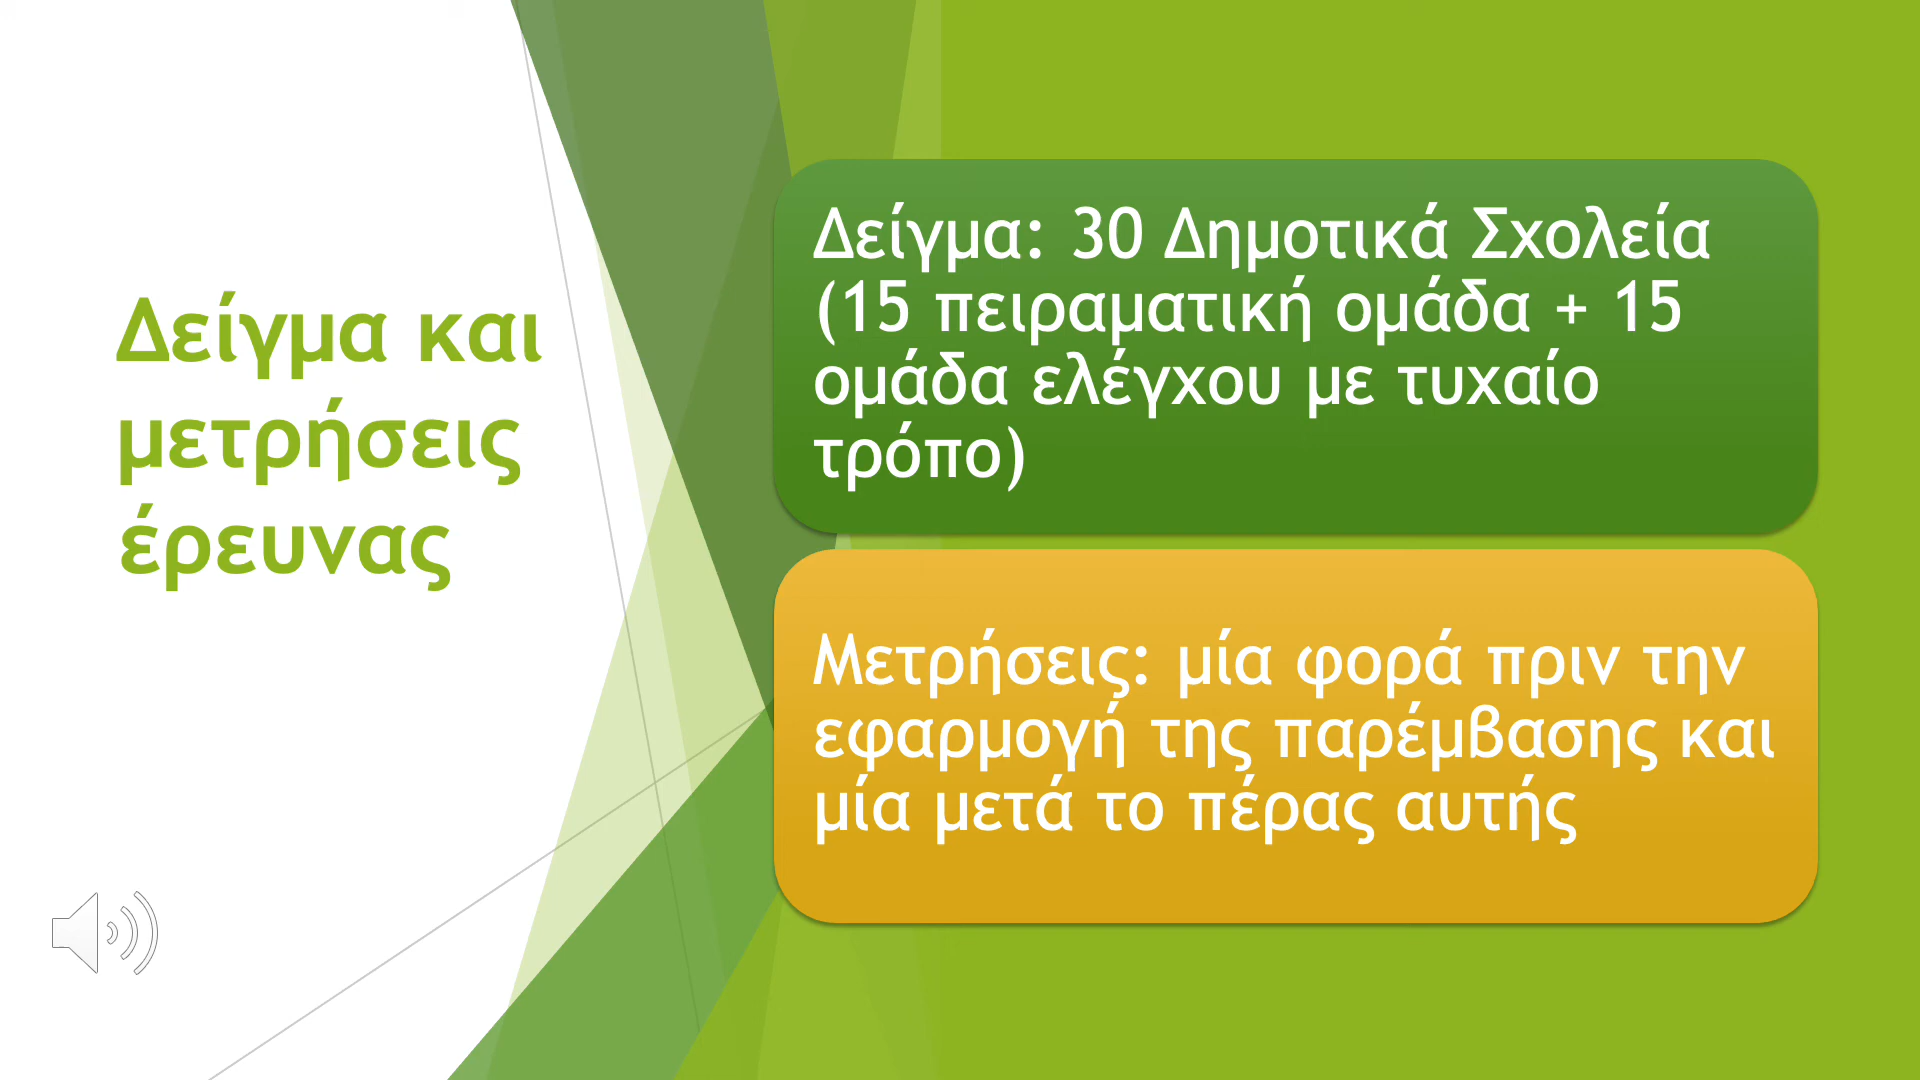 Δείγμα και
μετρήσεις
έρευνας
Δείγμα: 30 Δημοτικά Σχολεία
(15 πειραματική ομάδα + 15
ομάδα ελέγχου με τυχαίο
τρόπο)
Μετρήσεις: μία φορά πριν την
εφαρμογή της παρέμβασης και
μία μετά το πέρας αυτής